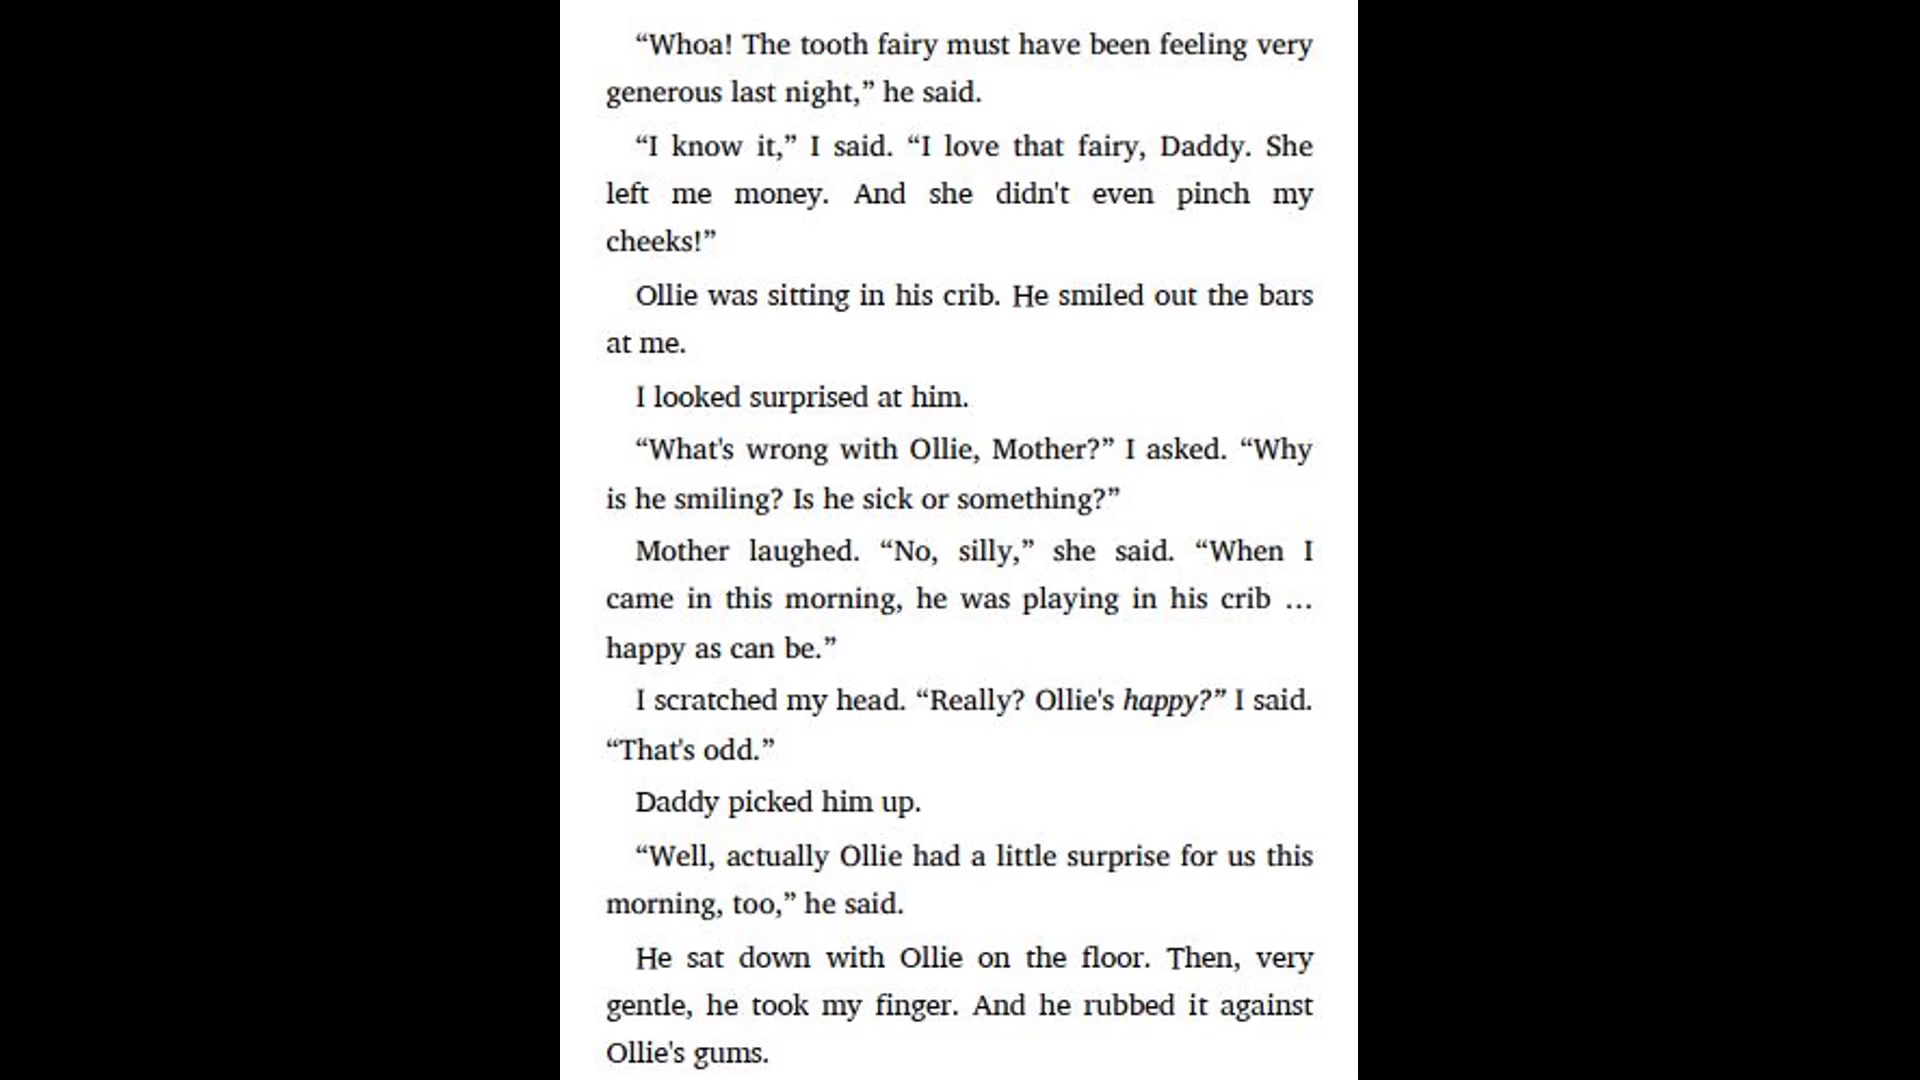 “Whoa! The tooth fairy must have been feeling very
generous last night,” he said.
“I know it,” I said. “I love that fairy, Daddy. She
left me money. And she didn't even pinch my
cheeks!”
Ollie was sitting in his crib. He smiled out the bars
at me.
I looked surprised at him.
“What's wrong with Ollie, Mother?” I asked. “Why
is he smiling? Is he sick or something?”
Mother laughed. “No, silly,” she said. “When I
came in this morning, he was playing in his crib …
happy as can be.”
I scratched my head. “Really? Ollie's happy?” I said.
“That's odd.”
Daddy picked him up.
“Well, actually Ollie had a little surprise for us this
morning, too,” he said.
He sat down with Ollie on the floor. Then, very
gentle, he took my finger. And he rubbed it against
Ollie's gums.